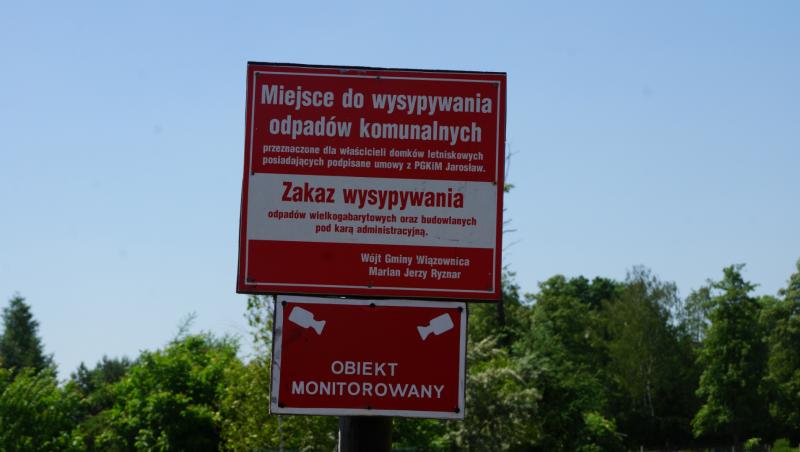 Miejsce do wysypywania
odpadów komunalnych
przeznaczone dla właścicieli domków letniskowych
posiadających podpisane umowy z PGKiM Jarosław.
Zakaz wysypywania
odpadów wielkogabarytowych oraz budowlanych
pod karą administracyjną.
Wójt Gminy Wiązownica
Marian Jerzy Ryznar
OBIEKT
MONITOROWANY